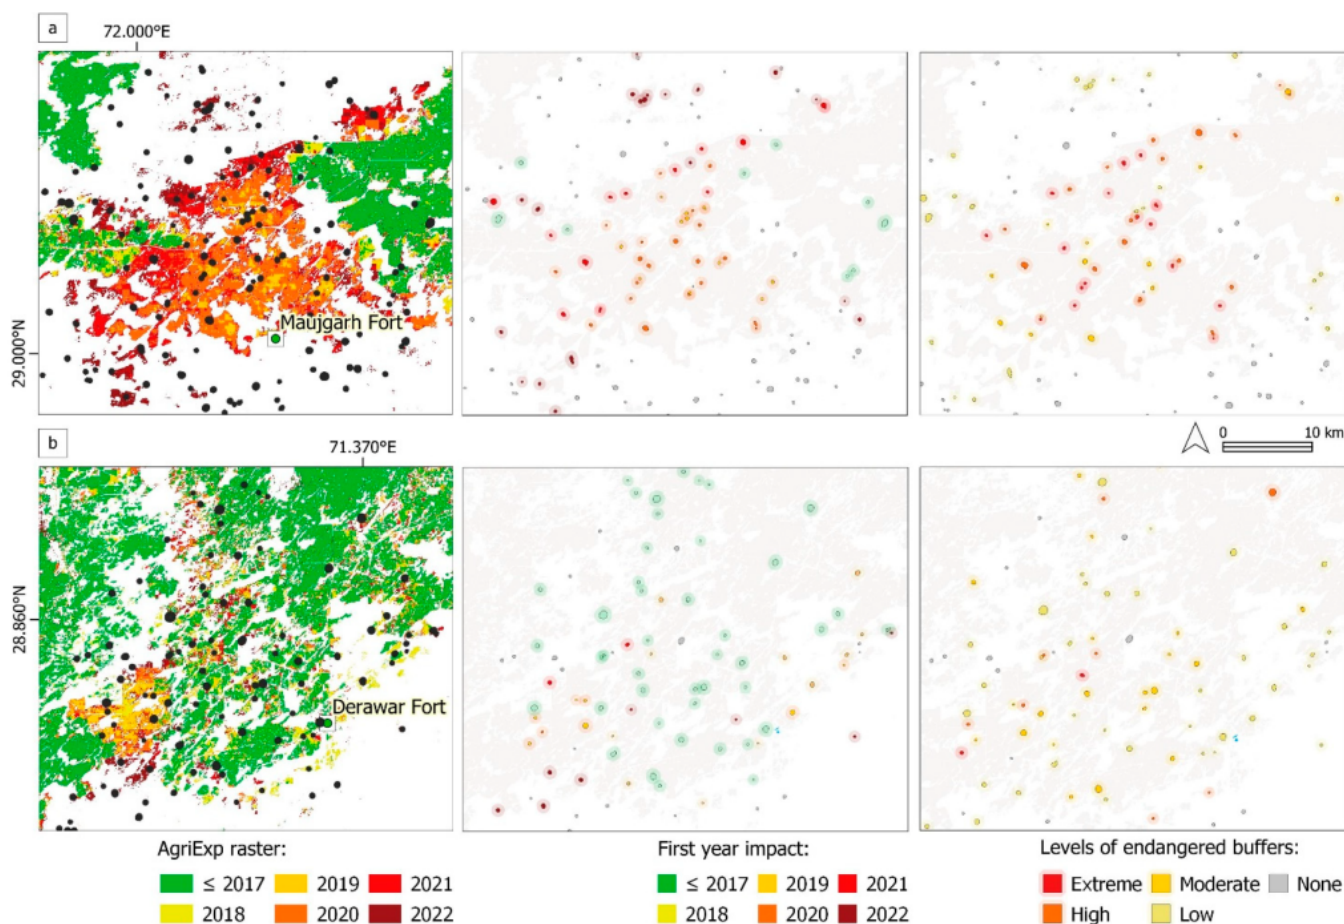 a
72.000°E
29.000°N
Maujgarh Fort
b
71.370°E
0 10 km
28.860°N
Derawar Fort
AgriExp raster:
≤ 2017 2019 2021
2018 2020 2022
First year impact:
≤ 2017 2019 2021
2018 2020 2022
Levels of endangered buffers:
Extreme Moderate None
High Low